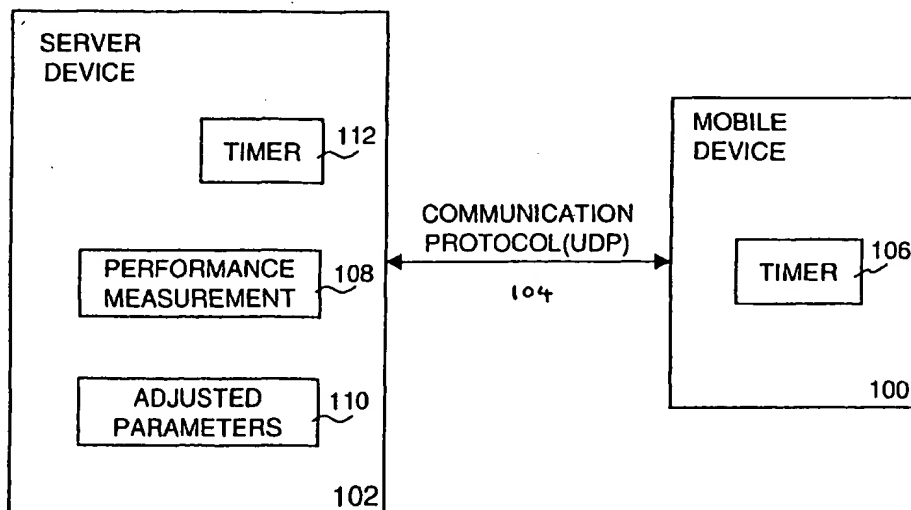 SERVER
DEVICE
TIMER
112
PERFORMANCE
MEASUREMENT
108
ADJUSTED
PARAMETERS
110
102
COMMUNICATION
PROTOCOL(UDP)
104
MOBILE
DEVICE
TIMER
106
100